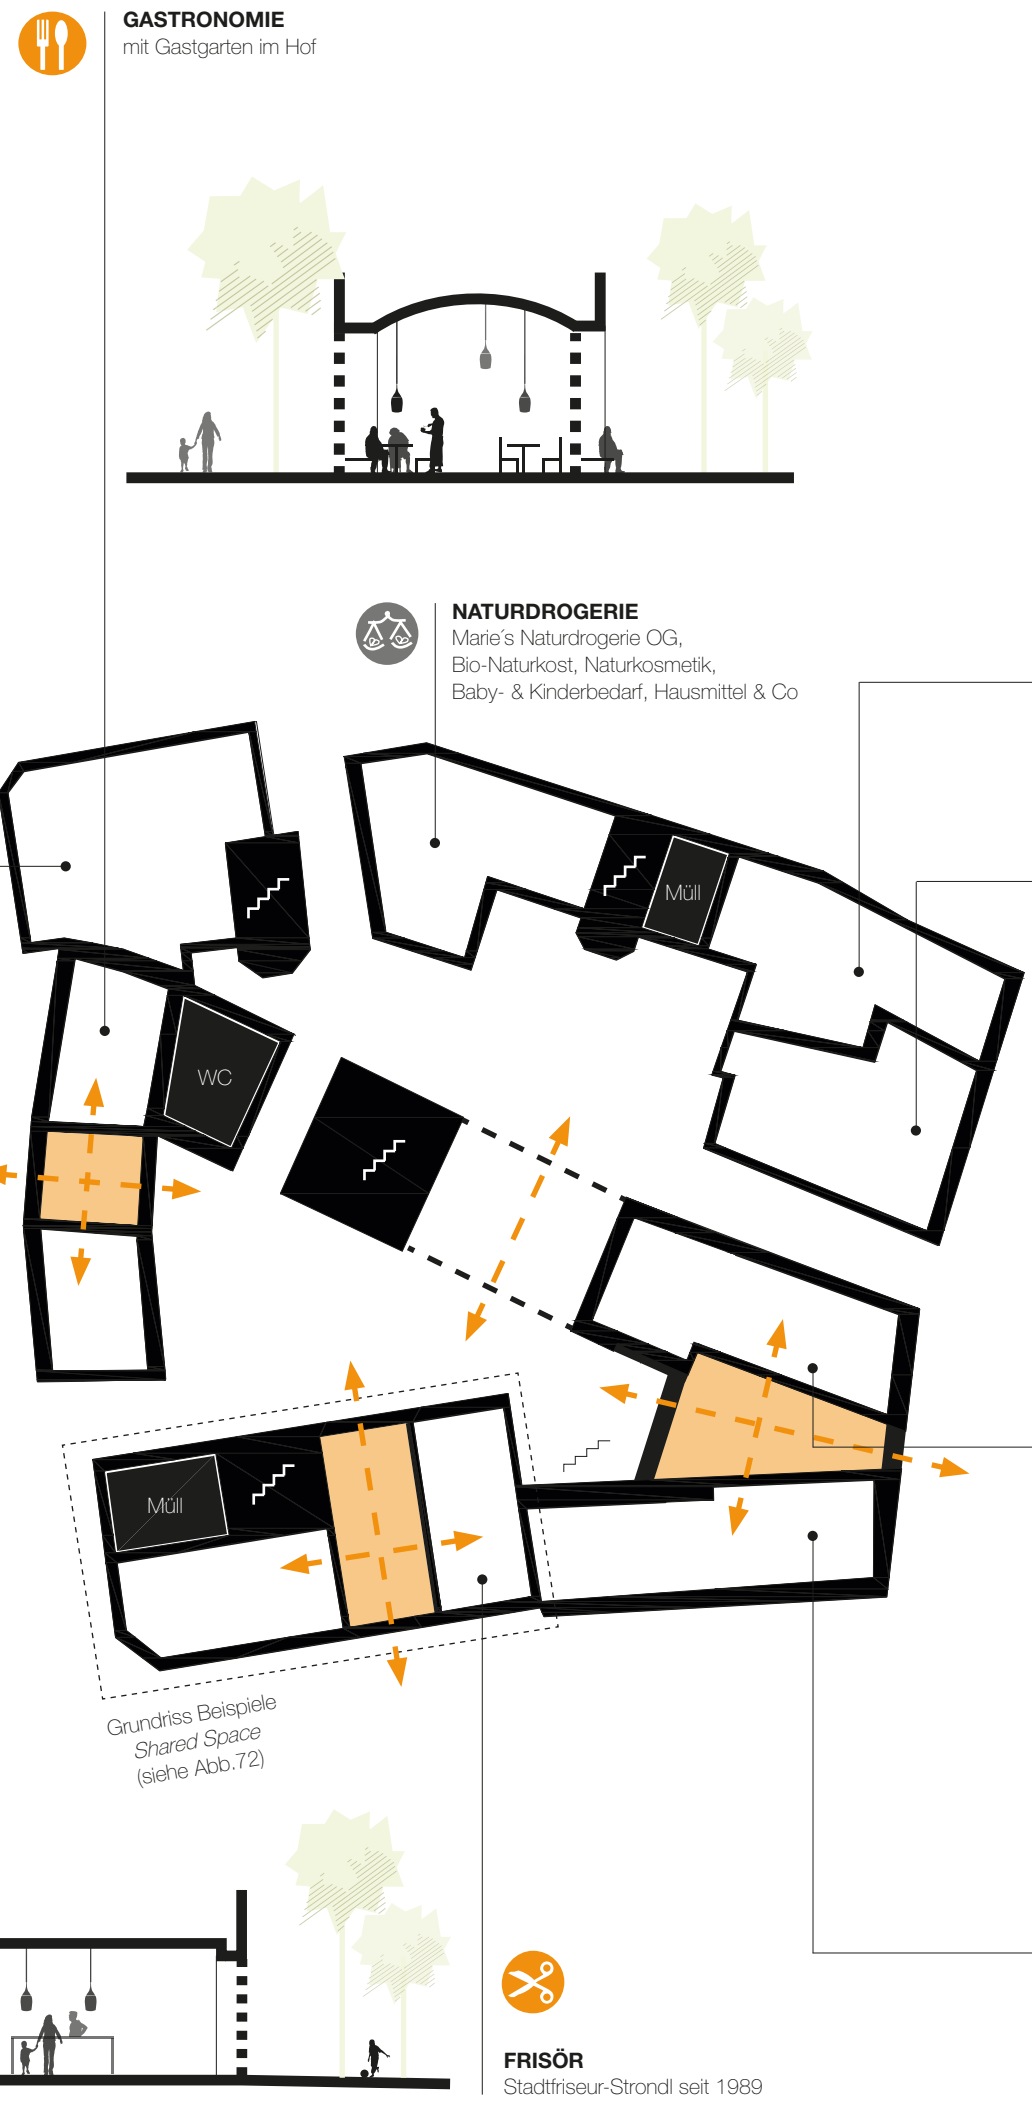 GASTRONOMIE
mit Gastgarten im Hof
NATURDROGERIE
Marie´s Naturdrogerie OG,
Bio-Naturkost, Naturkosmetik,
Baby- & Kinderbedarf, Hausmittel & Co
Müll
WC
Müll
Grundriss Beispiele
Shared Space
(siehe Abb.72)
FRISÖR
Stadtfriseur-Strondl seit 1989